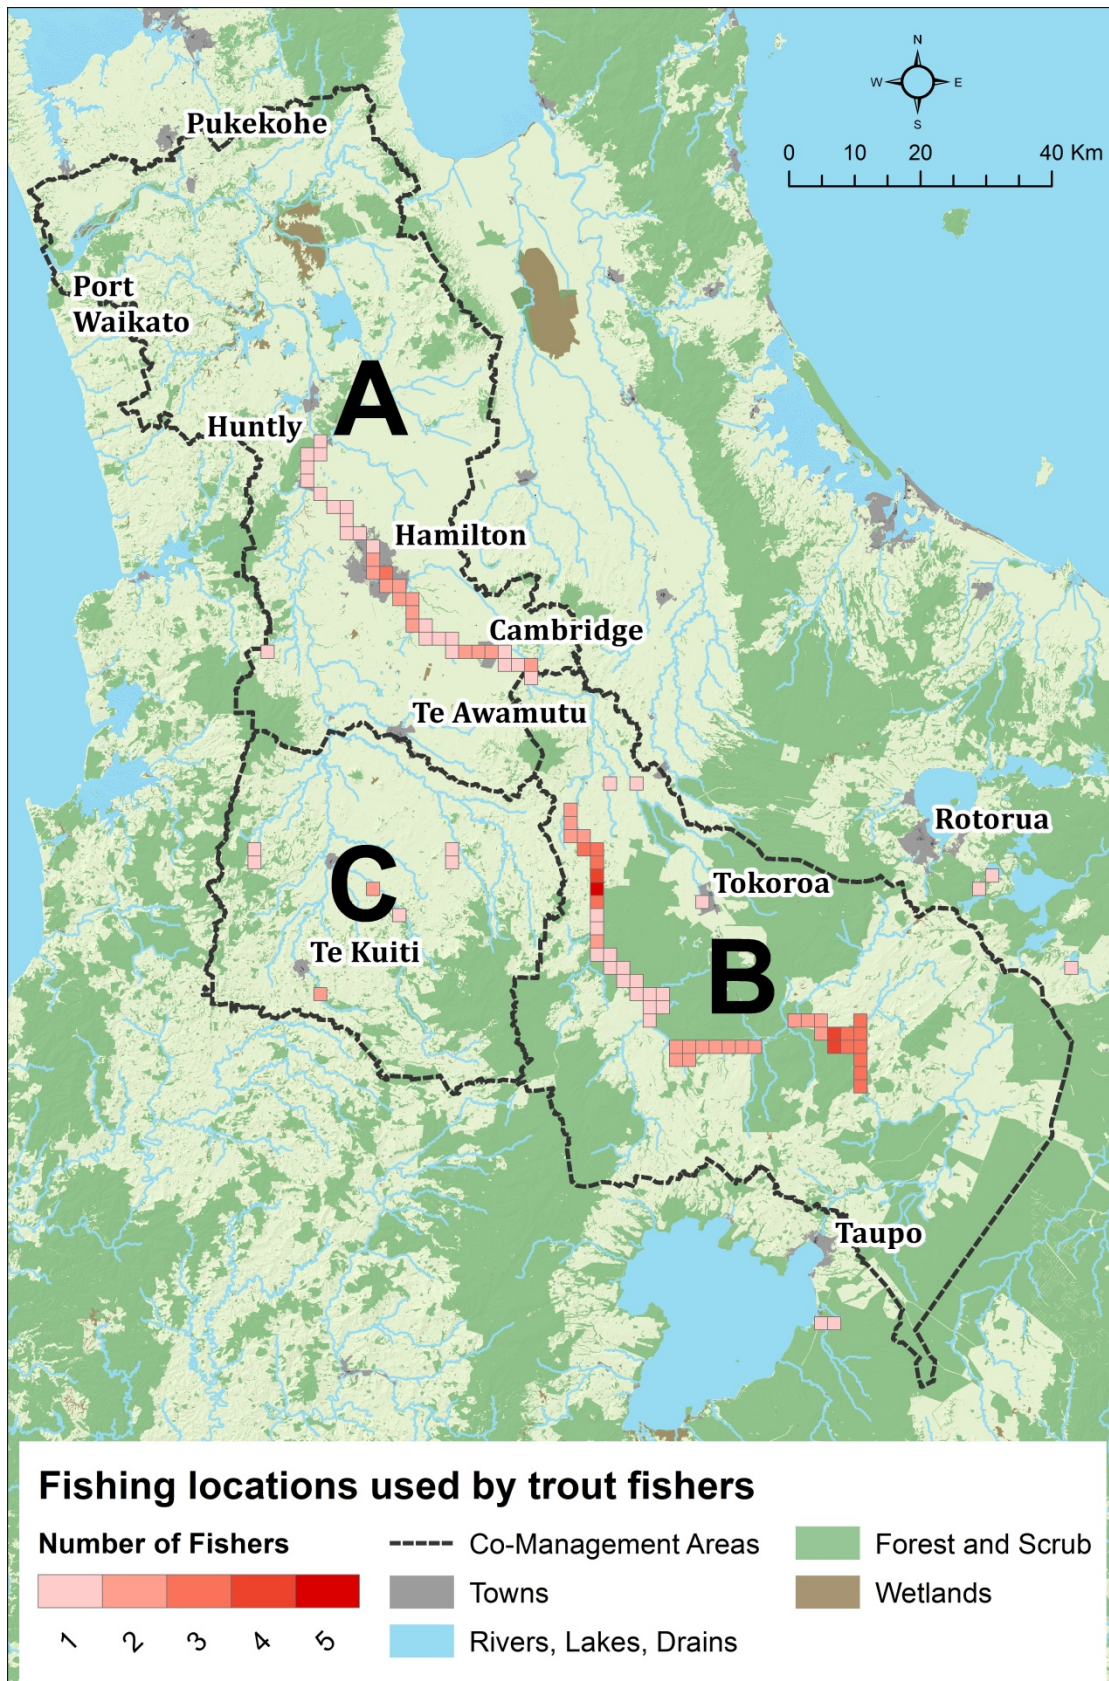 N
W E
S
0 10 20 40 Km
Pukekohe
Port
Waikato
A
Huntly
Hamilton
Cambridge
Te Awamutu
Rotorua
C
Tokoroa
Te Kuiti
B
Taupo
Fishing locations used by trout fishers
Number of Fishers
1 2 3 4 5
Co-Management Areas
Towns
Rivers, Lakes, Drains
Forest and Scrub
Wetlands